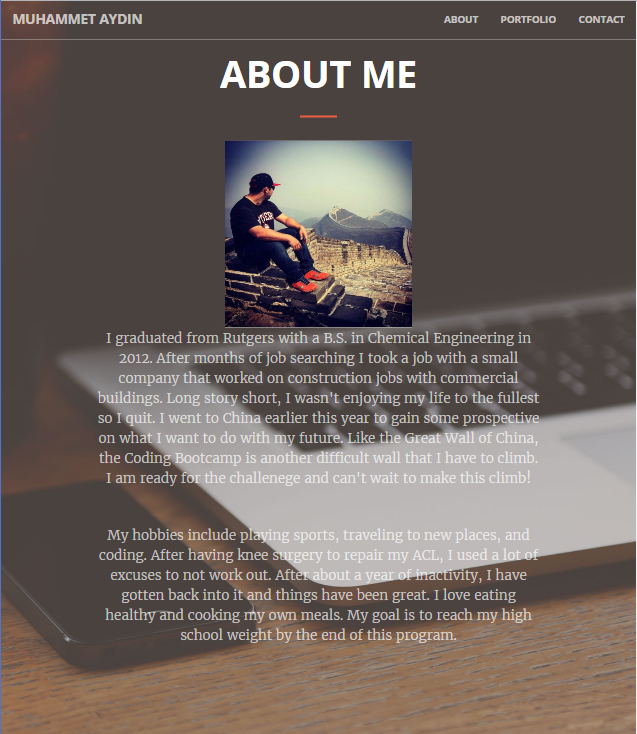 MUHAMMET AYDIN
ABOUT PORTFOLIO CONTACT
ABOUT ME
I graduated from Rutgers with a B.S. in Chemical Engineering in
2012. After months of job searching I took a job with a small
company that worked on construction jobs with commercial
buildings. Long story short, I wasn't enjoying my life to the fullest
so I quit. I went to China earlier this year to gain some prospective
on what I want to do with my future. Like the Great Wall of China,
the Coding Bootcamp is another difficult wall that I have to climb.
I am ready for the challenege and can't wait to make this climb!
My hobbies include playing sports, traveling to new places, and
coding. After having knee surgery to repair my ACL, I used a lot of
excuses to not work out. After about a year of inactivity, I have
gotten back into it and things have been great. I love eating
healthy and cooking my own meals. My goal is to reach my high
school weight by the end of this program.